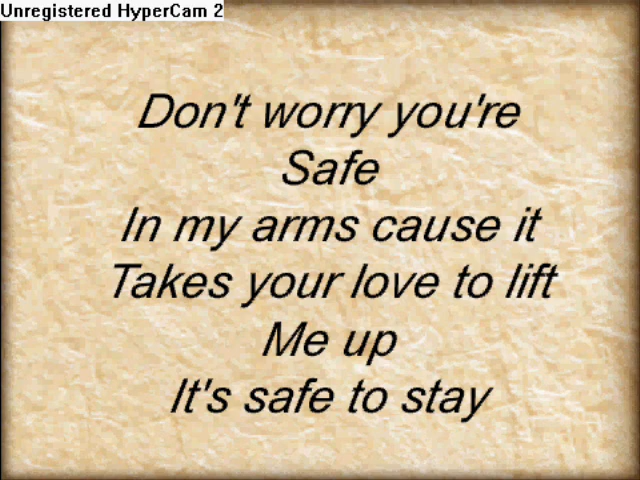 Unregistered HyperCam 2
Don't worry you're
Safe
In my arms cause it
Takes your love to lift
Me up
It's safe to stay